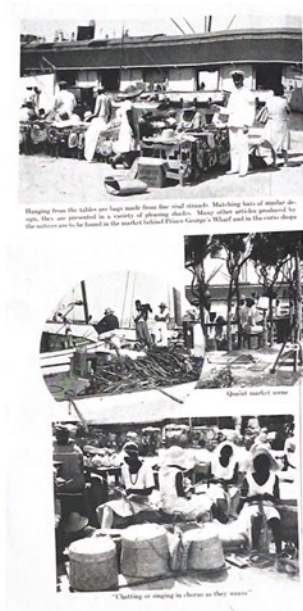 Hanging from the tables are bags made from fine sisal strands. Matching hats of similar de-
sign, they are presented in a variety of pleasing shades. Many other articles produced by
the natives are to be found in the market behind Prince George's Wharf and in the curio shops
Quaint market scene
"Chatting or singing in chorus as they weave"